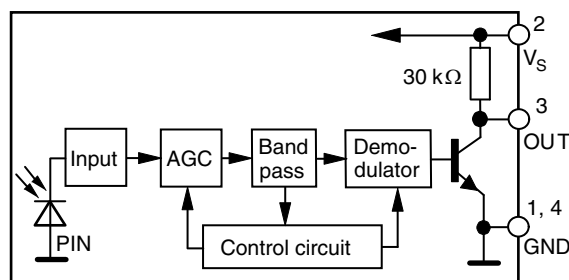 2
V_S
30 kΩ
3
OUT
Input
AGC
Band
pass
Demo-
dulator
1, 4
GND
PIN
Control circuit